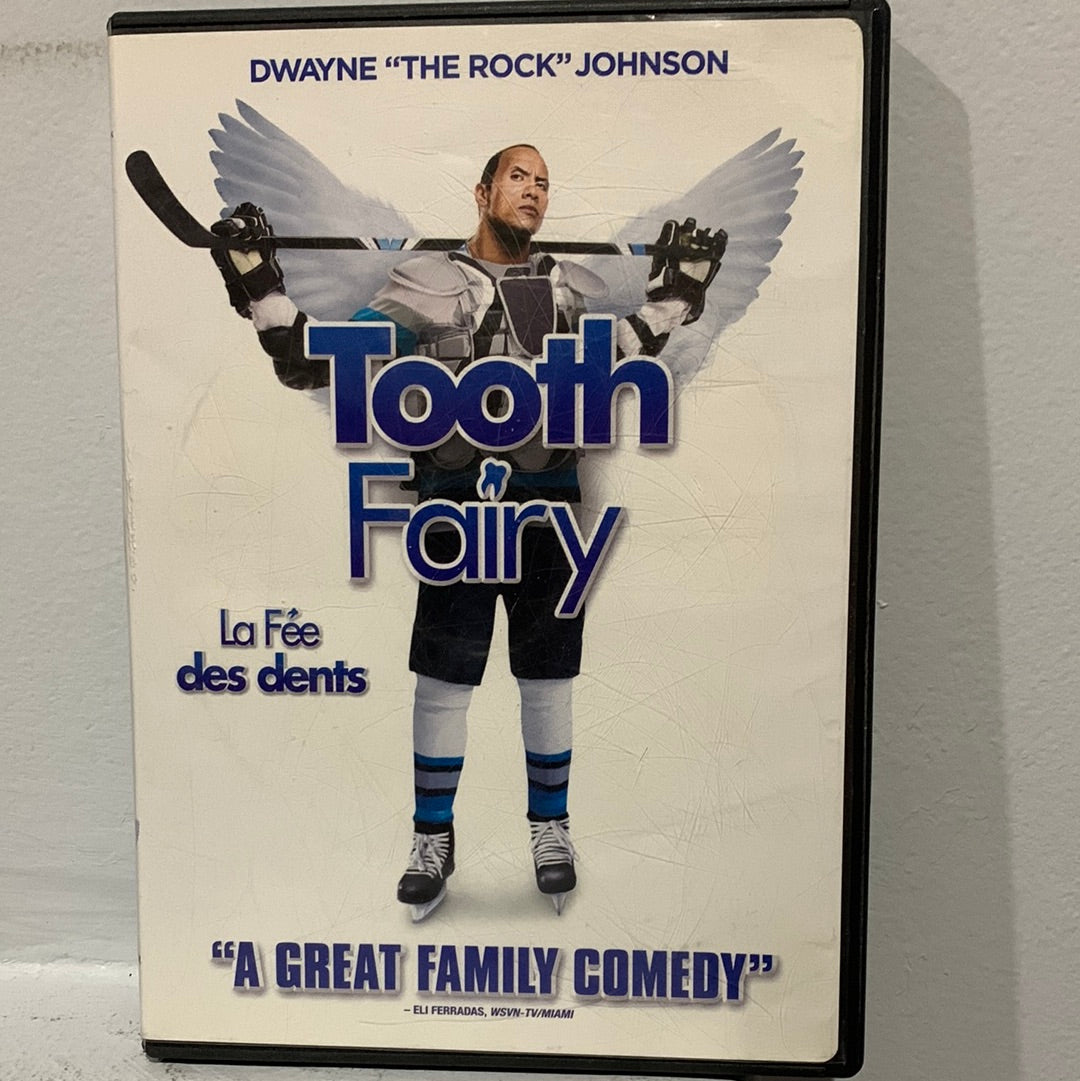 DWAYNE “THE ROCK” JOHNSON
Tooth
Fairy
La Fée
des dents
“A GREAT FAMILY COMEDY”
– ELI FERRADAS, WSVN-TV/MIAMI